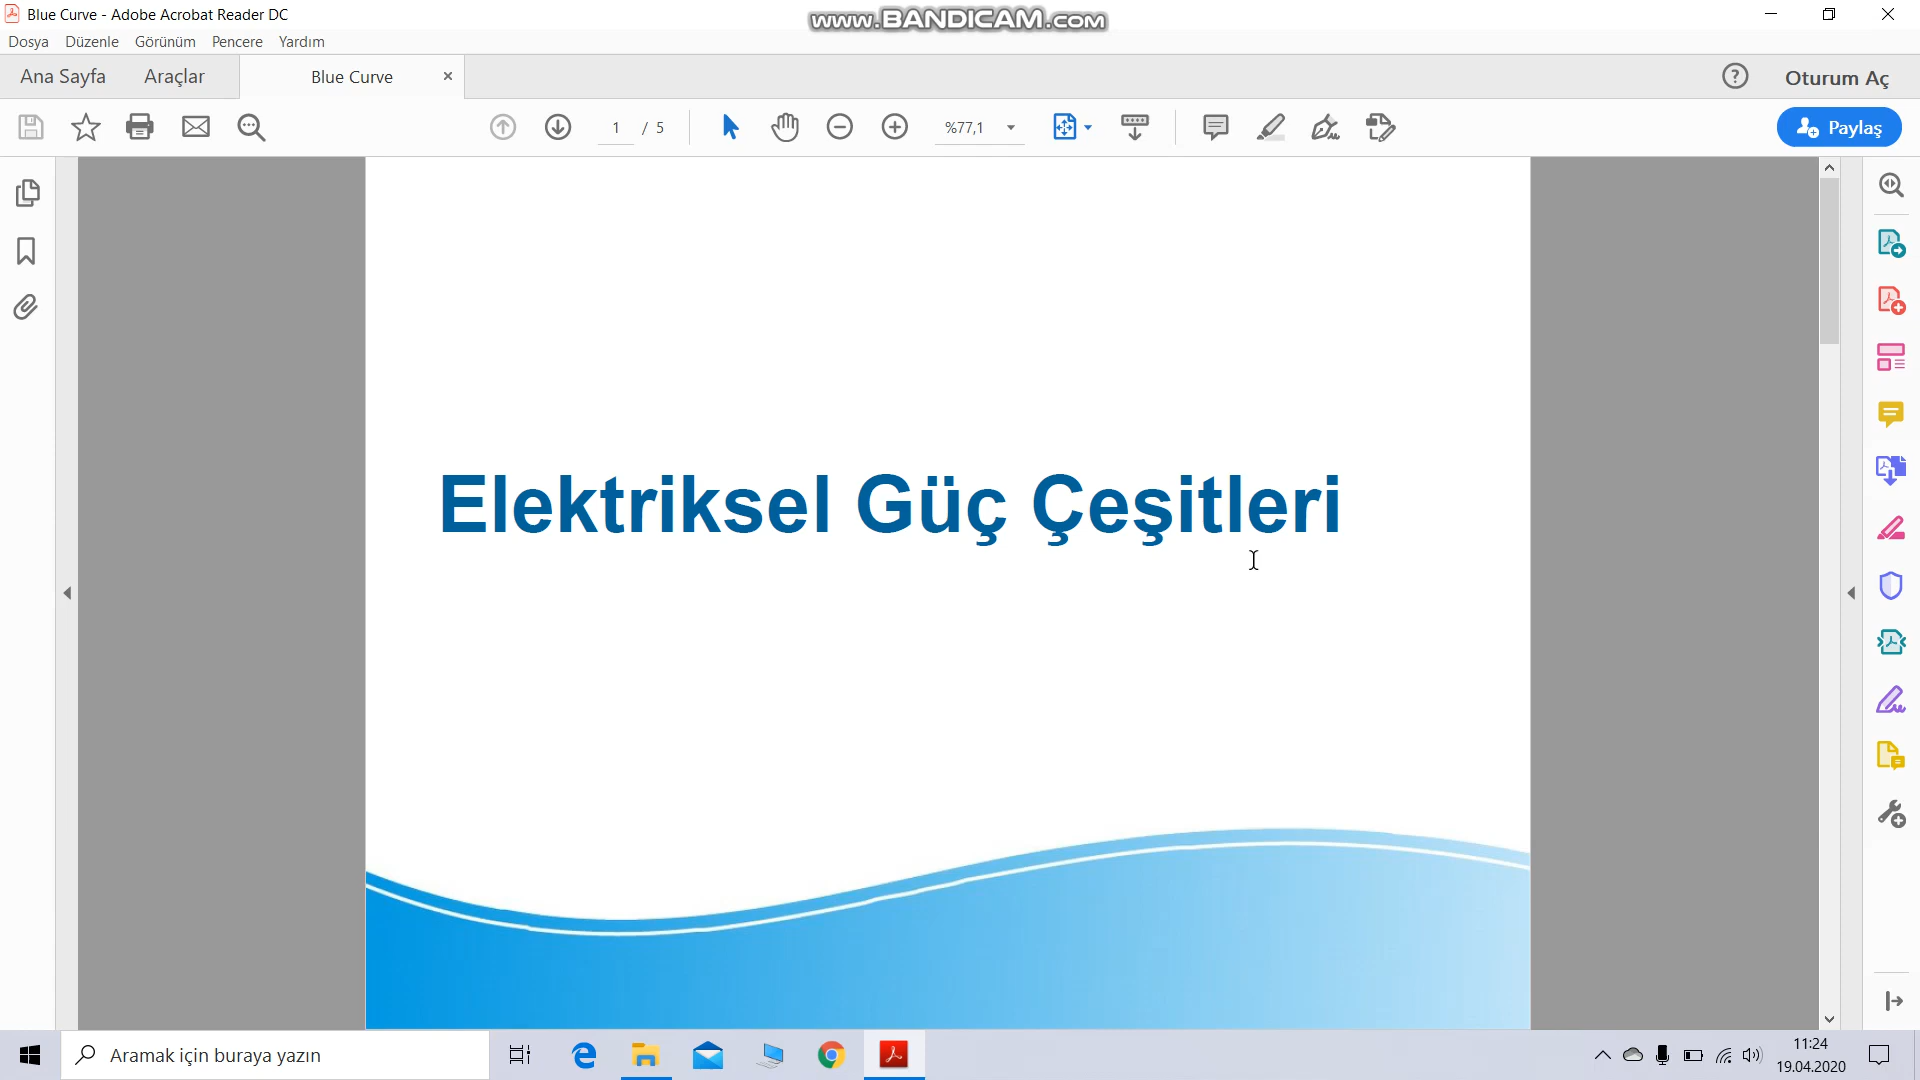 Blue Curve - Adobe Acrobat Reader DC
www.BANDICAM.com
Dosya Düzenle Görünüm Pencere Yardım
Ana Sayfa Araçlar Blue Curve Oturum Aç
1 / 5 %77,1 Paylaş
Elektriksel Güç Çeşitleri
Aramak için buraya yazın
11:24
19.04.2020